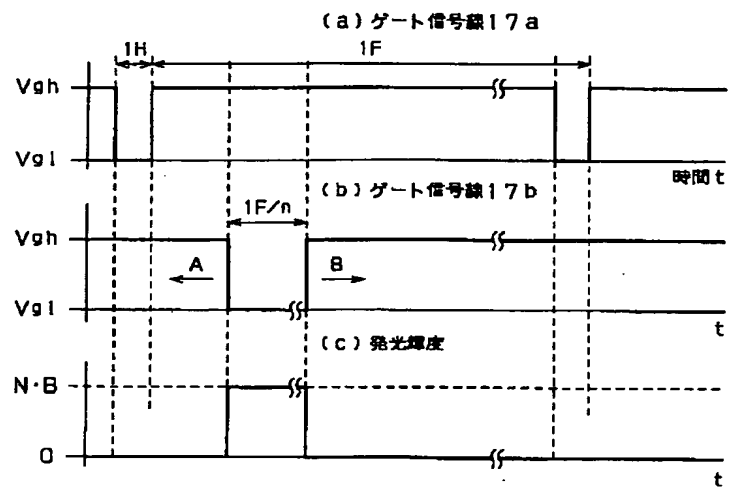 (a)ゲート信号線17a
1H
1F
Vgh
Vgl
時間t
(b)ゲート信号線17b
1F/n
Vgh
A
B
Vgl
t
(c)発光輝度
N・B
0
t